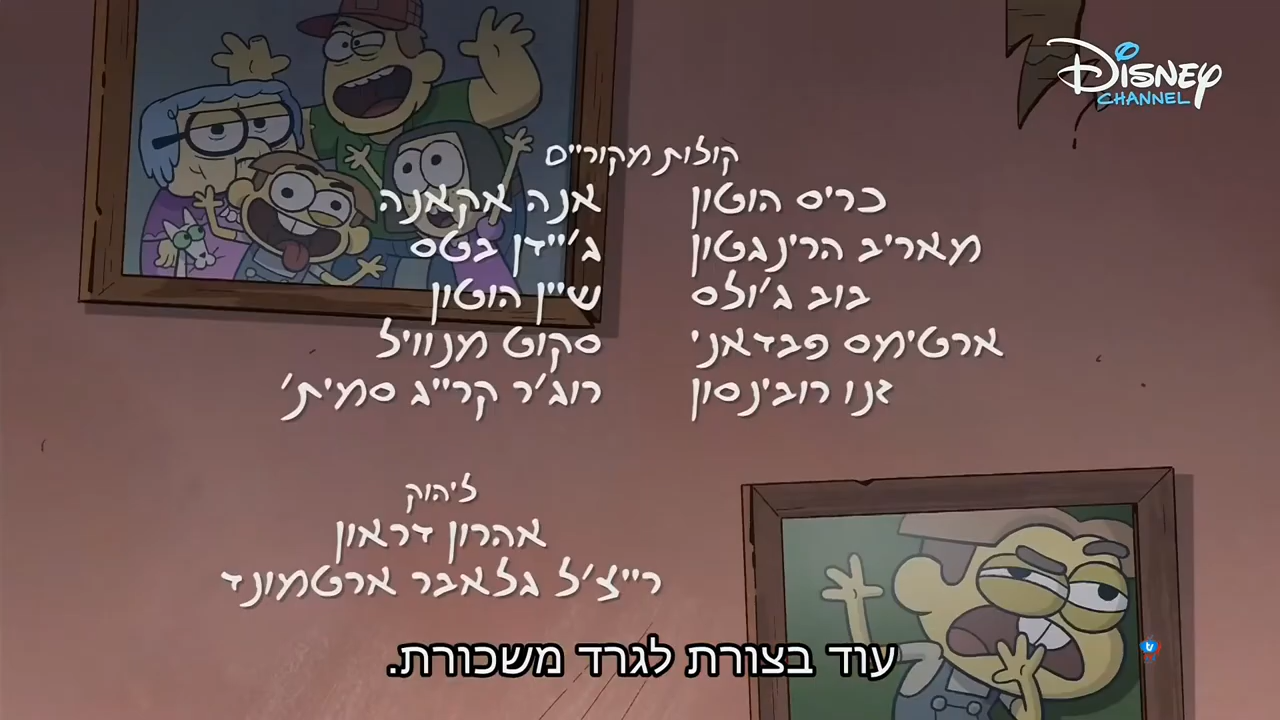 DISNEY
CHANNEL
קולות מקוריים
כריס הוטון אנה אקאנה
מאריב הרינגטון ג'יידן בטס
בוב ג'ולס שיין הוטון
ארטימס פבדאני סקוט מנוויל
זנו רובינסון רוג'ר קרייג סמית'
ליהוק
אהרון דראון
רייצ'ל גלאבר ארטמונד
עוד בצורת לגרד משכורת.